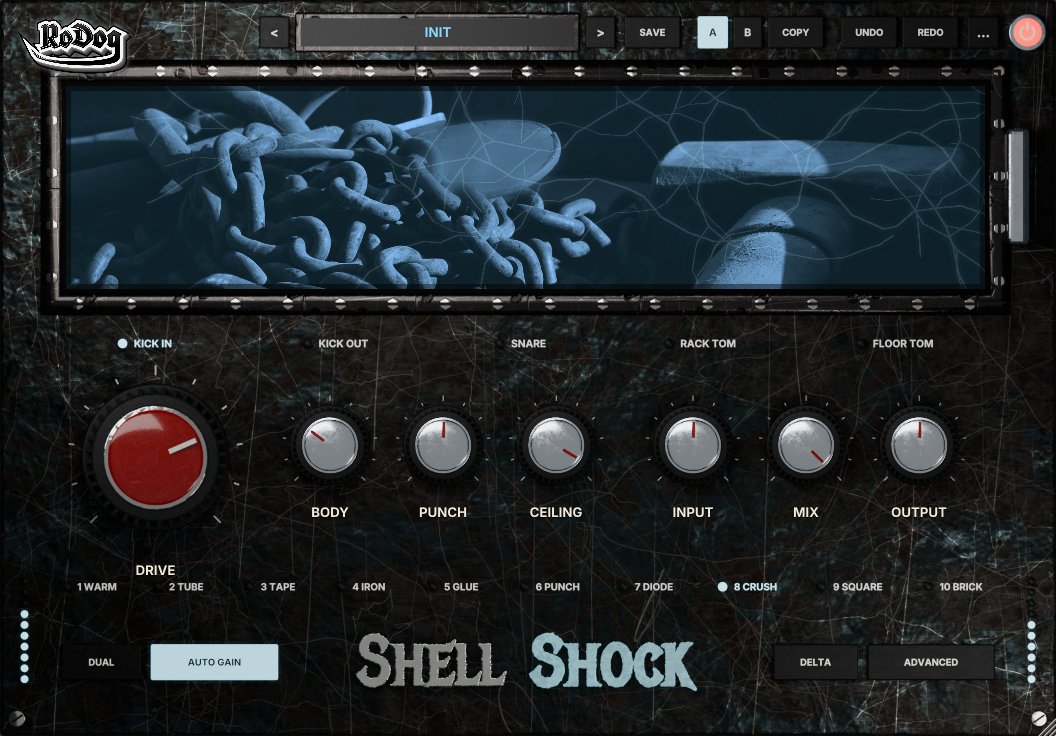 RoDog
<
INIT
>
SAVE
A
B
COPY
UNDO
REDO
...
KICK IN
KICK OUT
SNARE
RACK TOM
FLOOR TOM
BODY
PUNCH
CEILING
INPUT
MIX
OUTPUT
DRIVE
1 WARM
2 TUBE
3 TAPE
4 IRON
5 GLUE
6 PUNCH
7 DIODE
8 CRUSH
9 SQUARE
10 BRICK
DUAL
AUTO GAIN
SHELL SHOCK
DELTA
ADVANCED